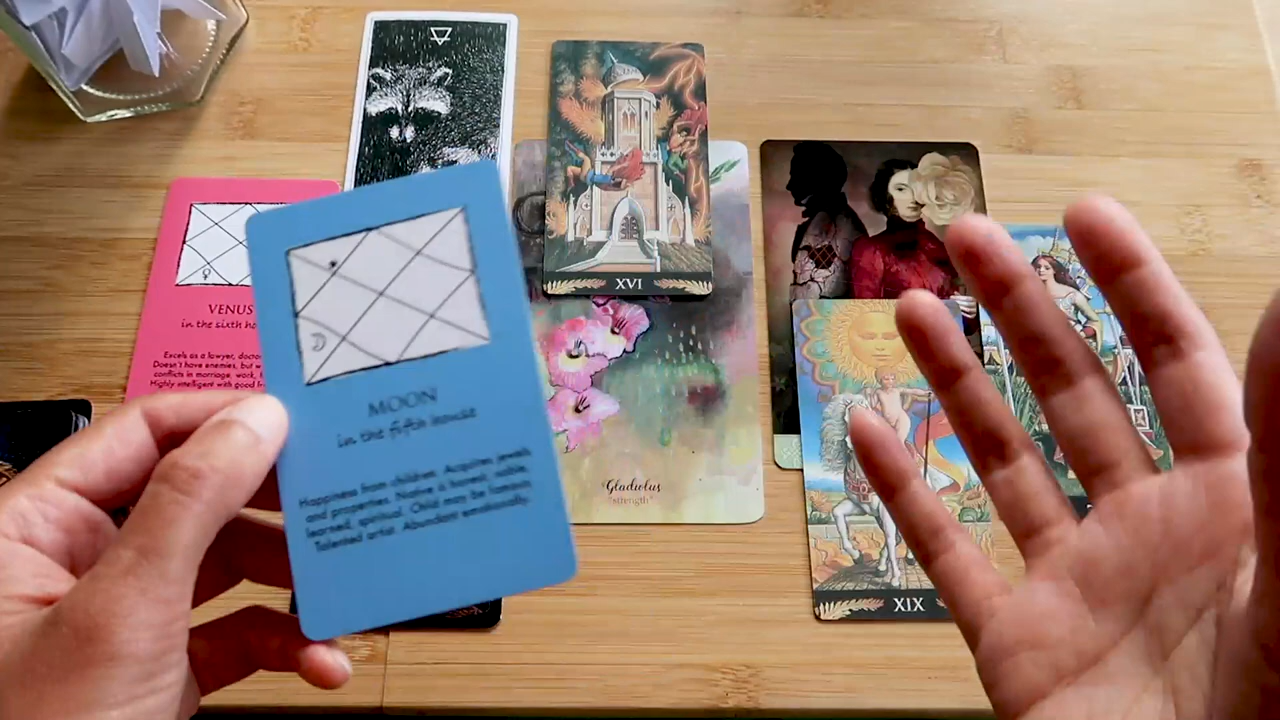 XVI
VENUS
in the sixth ho
Excels as a lawyer, docto
Doesn't have enemies, but w
conflicts in marriage, work, h
Highly intelligent with good h
MOON
in the fifth house
Happiness from children. Acquires jewels
and properties. Native is honest, noble,
learned, spiritual. Child may be famous.
Talented artist. Abundant emotionally.
Gladiolus
"strength"
XIX